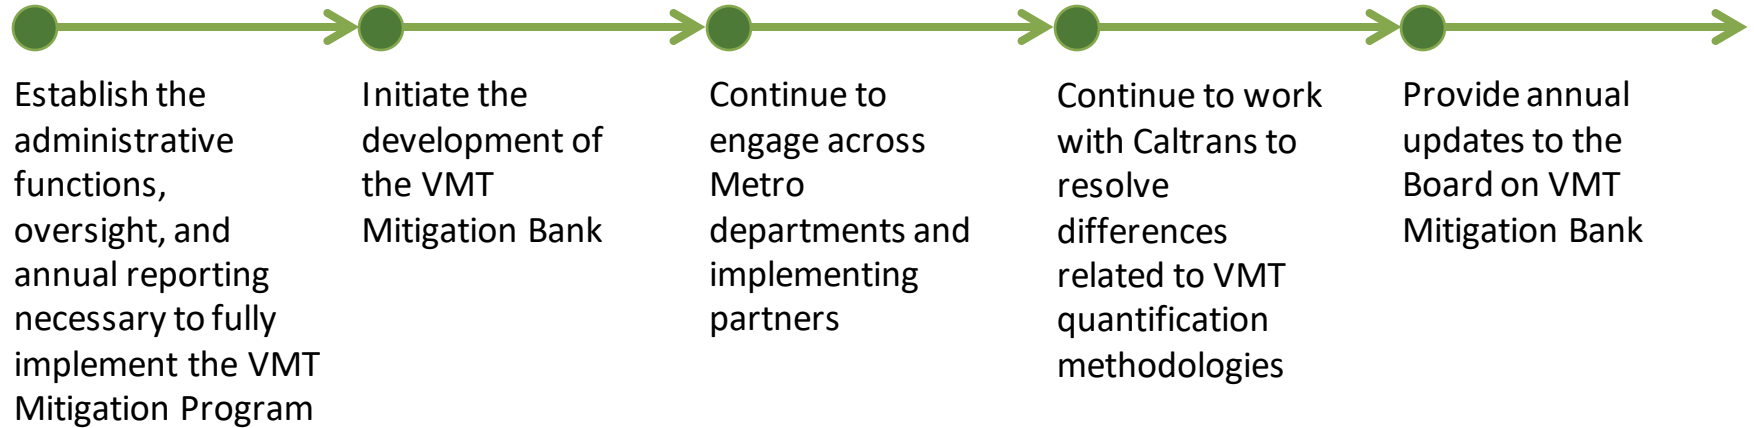 Establish the
administrative
functions,
oversight, and
annual reporting
necessary to fully
implement the VMT
Mitigation Program
Initiate the
development of
the VMT
Mitigation Bank
Continue to
engage across
Metro
departments and
implementing
partners
Continue to work
with Caltrans to
resolve
differences
related to VMT
quantification
methodologies
Provide annual
updates to the
Board on VMT
Mitigation Bank